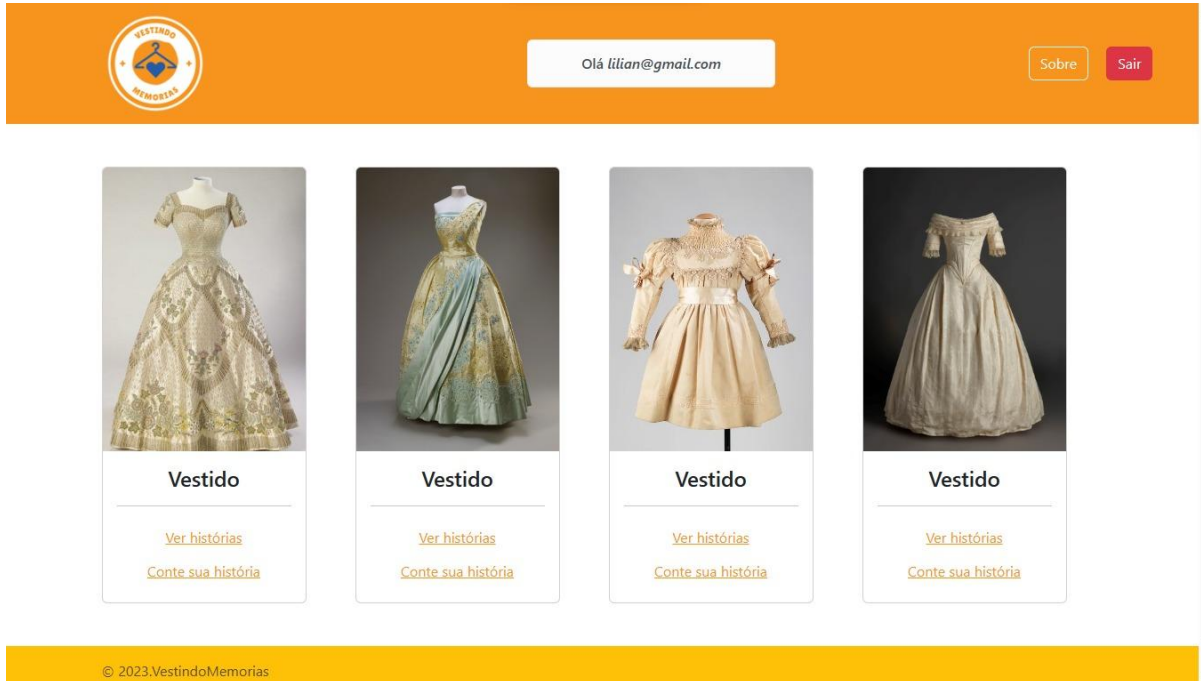 VESTINDO
MEMORIAS
Olá lilian@gmail.com
Sobre
Sair
Vestido
Ver histórias
Conte sua história
Vestido
Ver histórias
Conte sua história
Vestido
Ver histórias
Conte sua história
Vestido
Ver histórias
Conte sua história
© 2023.VestindoMemorias